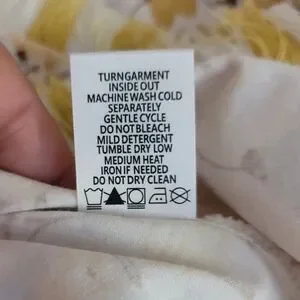 TURNGARMENT
INSIDE OUT
MACHINE WASH COLD
SEPARATELY
GENTLE CYCLE
DO NOT BLEACH
MILD DETERGENT
TUMBLE DRY LOW
MEDIUM HEAT
IRON IF NEEDED
DO NOT DRY CLEAN